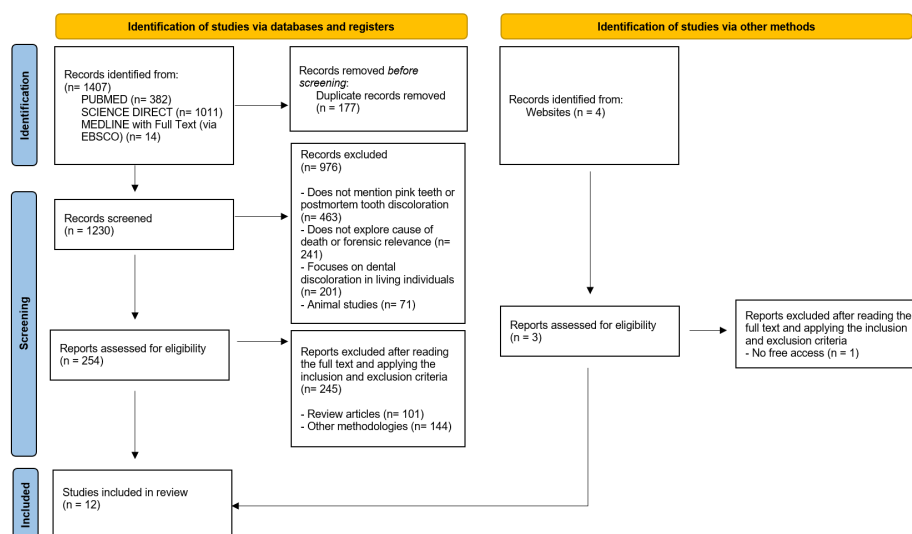 Identification of studies via databases and registers
Identification of studies via other methods
Identification
Records identified from:
(n= 1407)
PUBMED (n= 382)
SCIENCE DIRECT (n= 1011)
MEDLINE with Full Text (via
EBSCO) (n= 14)
Records removed before
screening:
Duplicate records removed
(n = 177)
Records identified from:
Websites (n = 4)
Screening
Records screened
(n = 1230)
Records excluded
(n= 976)
- Does not mention pink teeth or
postmortem tooth discoloration
(n= 463)
- Does not explore cause of
death or forensic relevance (n=
241)
- Focuses on dental
discoloration in living individuals
(n= 201)
- Animal studies (n= 71)
Reports assessed for eligibility
(n = 254)
Reports excluded after reading
the full text and applying the
inclusion and exclusion criteria
(n= 245)
- Review articles (n= 101)
- Other methodologies (n= 144)
Reports assessed for eligibility
(n = 3)
Reports excluded after reading the
full text and applying the inclusion
and exclusion criteria
- No free access (n = 1)
Included
Studies included in review
(n = 12)